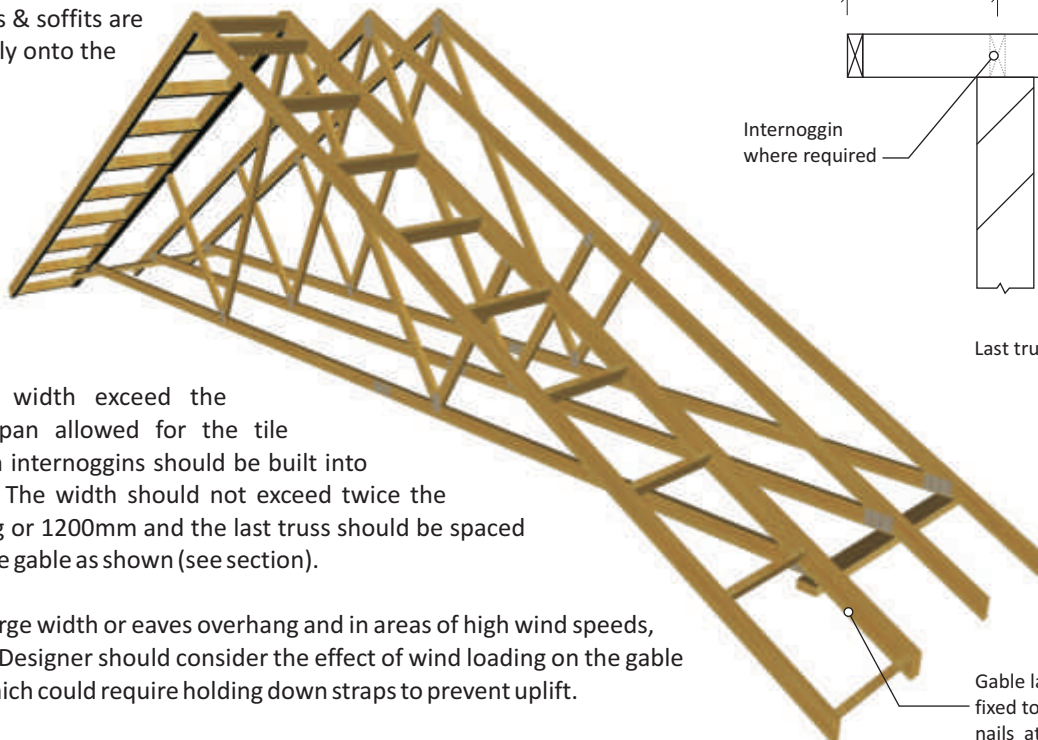 s & soffits are
ly onto the
Internoggin
where required
Last tru
width exceed the
pan allowed for the tile
internoggins should be built into
The width should not exceed twice the
g or 1200mm and the last truss should be spaced
e gable as shown (see section).
rge width or eaves overhang and in areas of high wind speeds,
Designer should consider the effect of wind loading on the gable
hich could require holding down straps to prevent uplift.
Gable la
fixed to
nails at